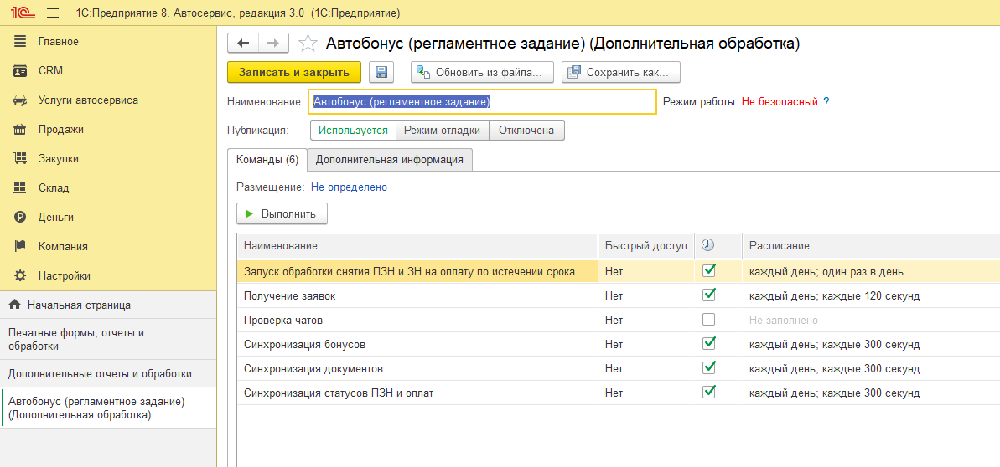 1С:Предприятие 8. Автосервис, редакция 3.0 (1С:Предприятие)
Главное
CRM
Услуги автосервиса
Продажи
Закупки
Склад
Деньги
Компания
Настройки
Начальная страница
Печатные формы, отчеты и
обработки
Дополнительные отчеты и обработки
Автобонус (регламентное задание)
(Дополнительная обработка)
Автобонус (регламентное задание) (Дополнительная обработка)
Записать и закрыть Обновить из файла... Сохранить как...
Наименование: Автобонус (регламентное задание) Режим работы: Не безопасный ?
Публикация: Используется Режим отладки Отключена
Команды (6) Дополнительная информация
Размещение: Не определено
Выполнить
Наименование Быстрый доступ Расписание
Запуск обработки снятия ПЗН и ЗН на оплату по истечении срока Нет каждый день; один раз в день
Получение заявок Нет каждый день; каждые 120 секунд
Проверка чатов Нет Не заполнено
Синхронизация бонусов Нет каждый день; каждые 300 секунд
Синхронизация документов Нет каждый день; каждые 300 секунд
Синхронизация статусов ПЗН и оплат Нет каждый день; каждые 300 секунд